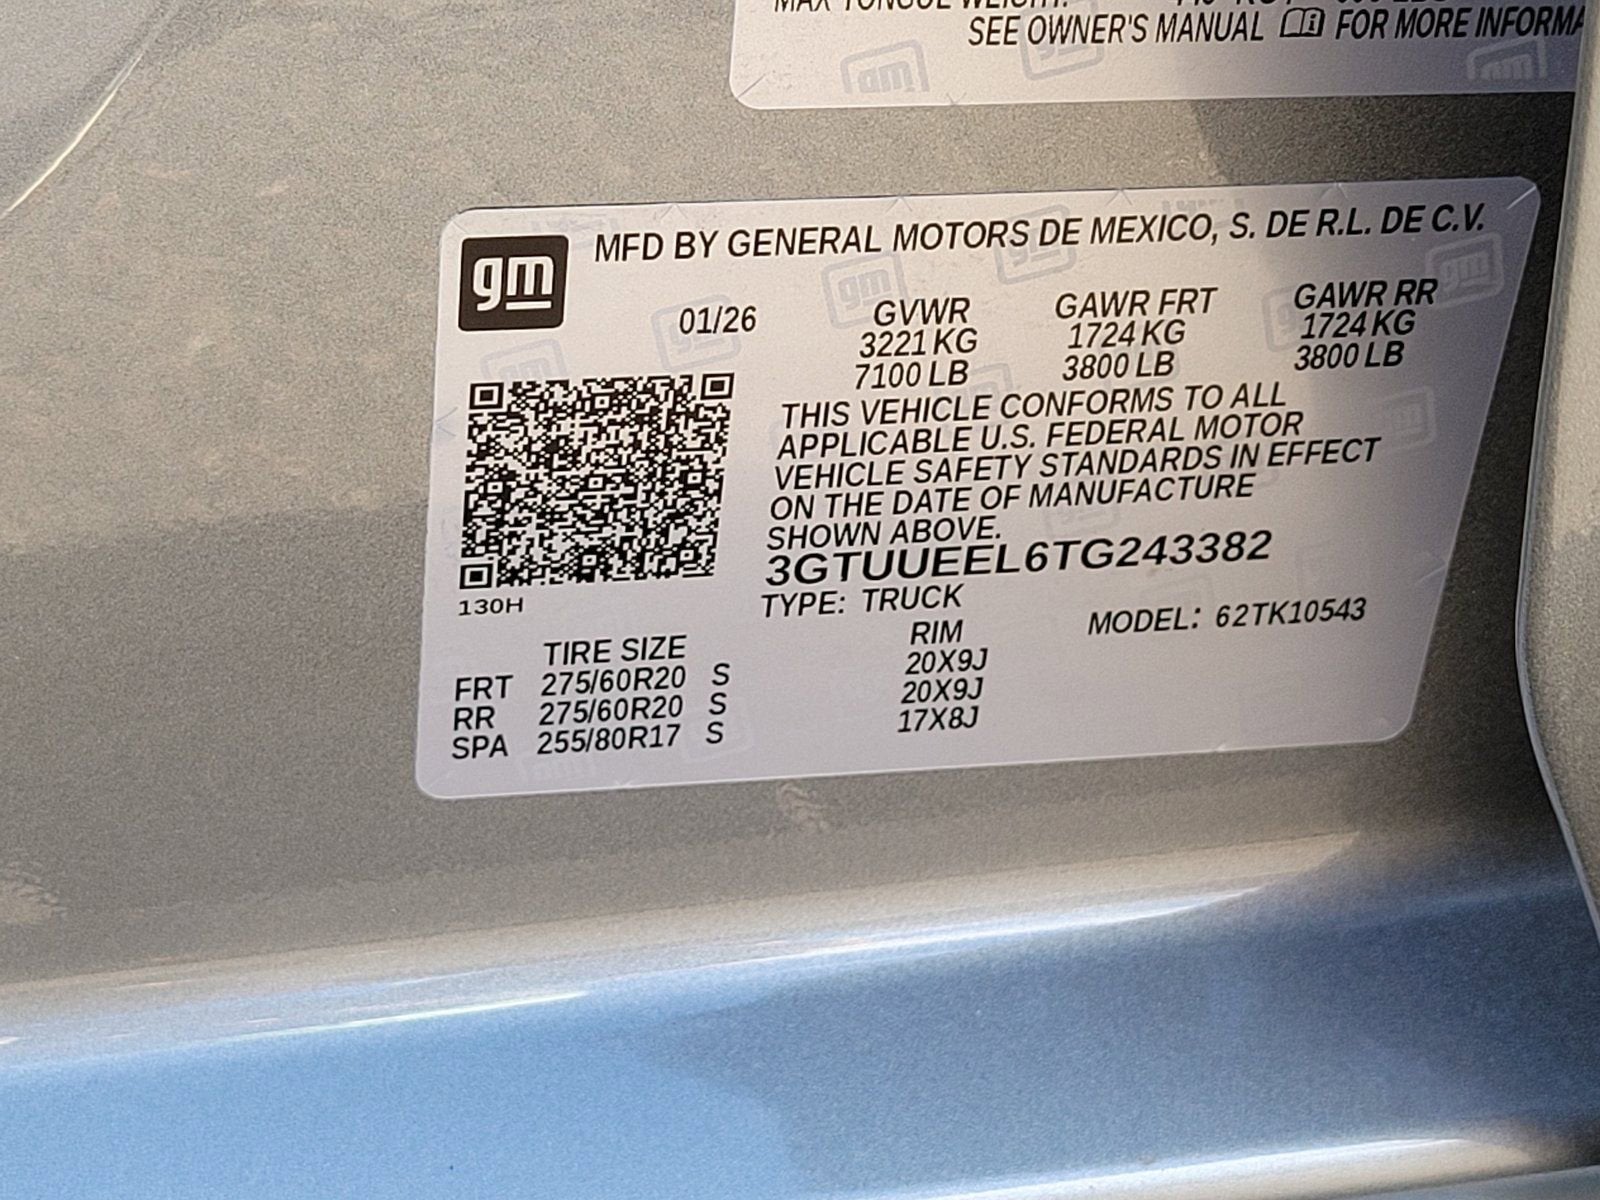 SEE OWNER'S MANUAL FOR MORE
gm
MFD BY GENERAL MOTORS DE MEXICO, S. DE R.L. DE C.V.
01/26 GVWR GAWR FRT GAWR RR
3221 KG 1724 KG 1724 KG
7100 LB 3800 LB 3800 LB
THIS VEHICLE CONFORMS TO ALL
APPLICABLE U.S. FEDERAL MOTOR
VEHICLE SAFETY STANDARDS IN EFFECT
ON THE DATE OF MANUFACTURE
SHOWN ABOVE.
3GTUUEEL6TG243382
130H
TYPE: TRUCK MODEL: 62TK10543
TIRE SIZE RIM
FRT 275/60R20 S 20X9J
RR 275/60R20 S 20X9J
SPA 255/80R17 S 17X8J